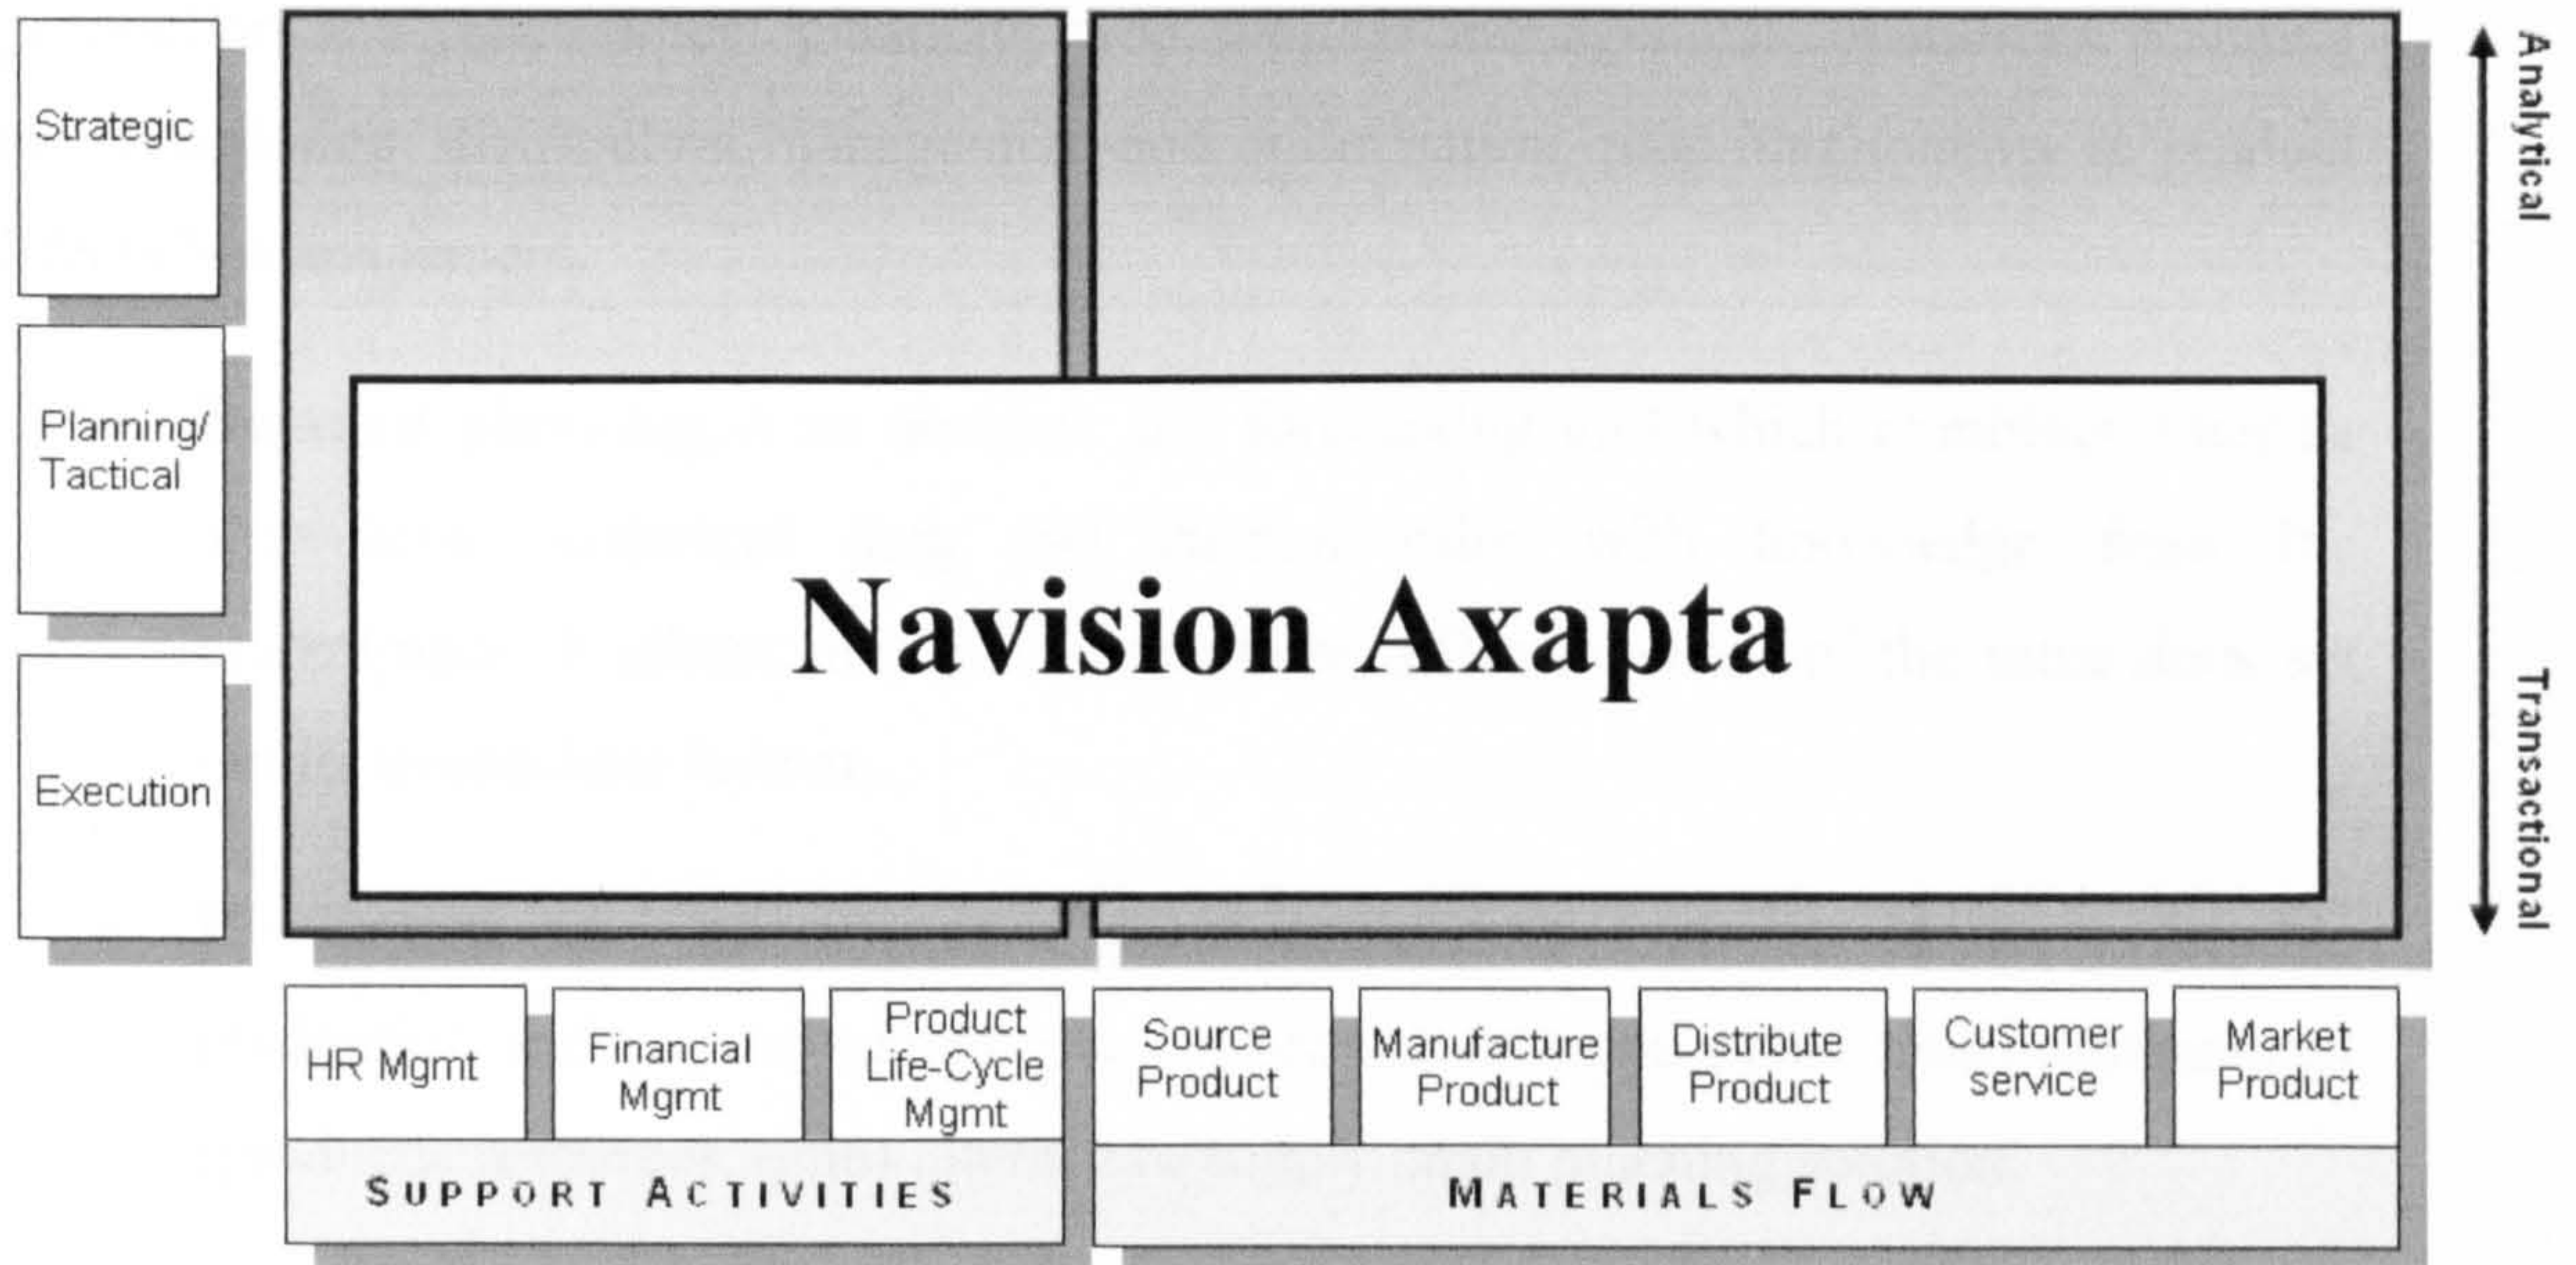 Strategic
Analytical
Planning/
Tactical
Navision Axapta
Execution
Transactional
HR Mgmt
Financial
Mgmt
Product
Life-Cycle
Mgmt
Source
Product
Manufacture
Product
Distribute
Product
Customer
service
Market
Product
SUPPORT ACTIVITIES
MATERIALS FLOW